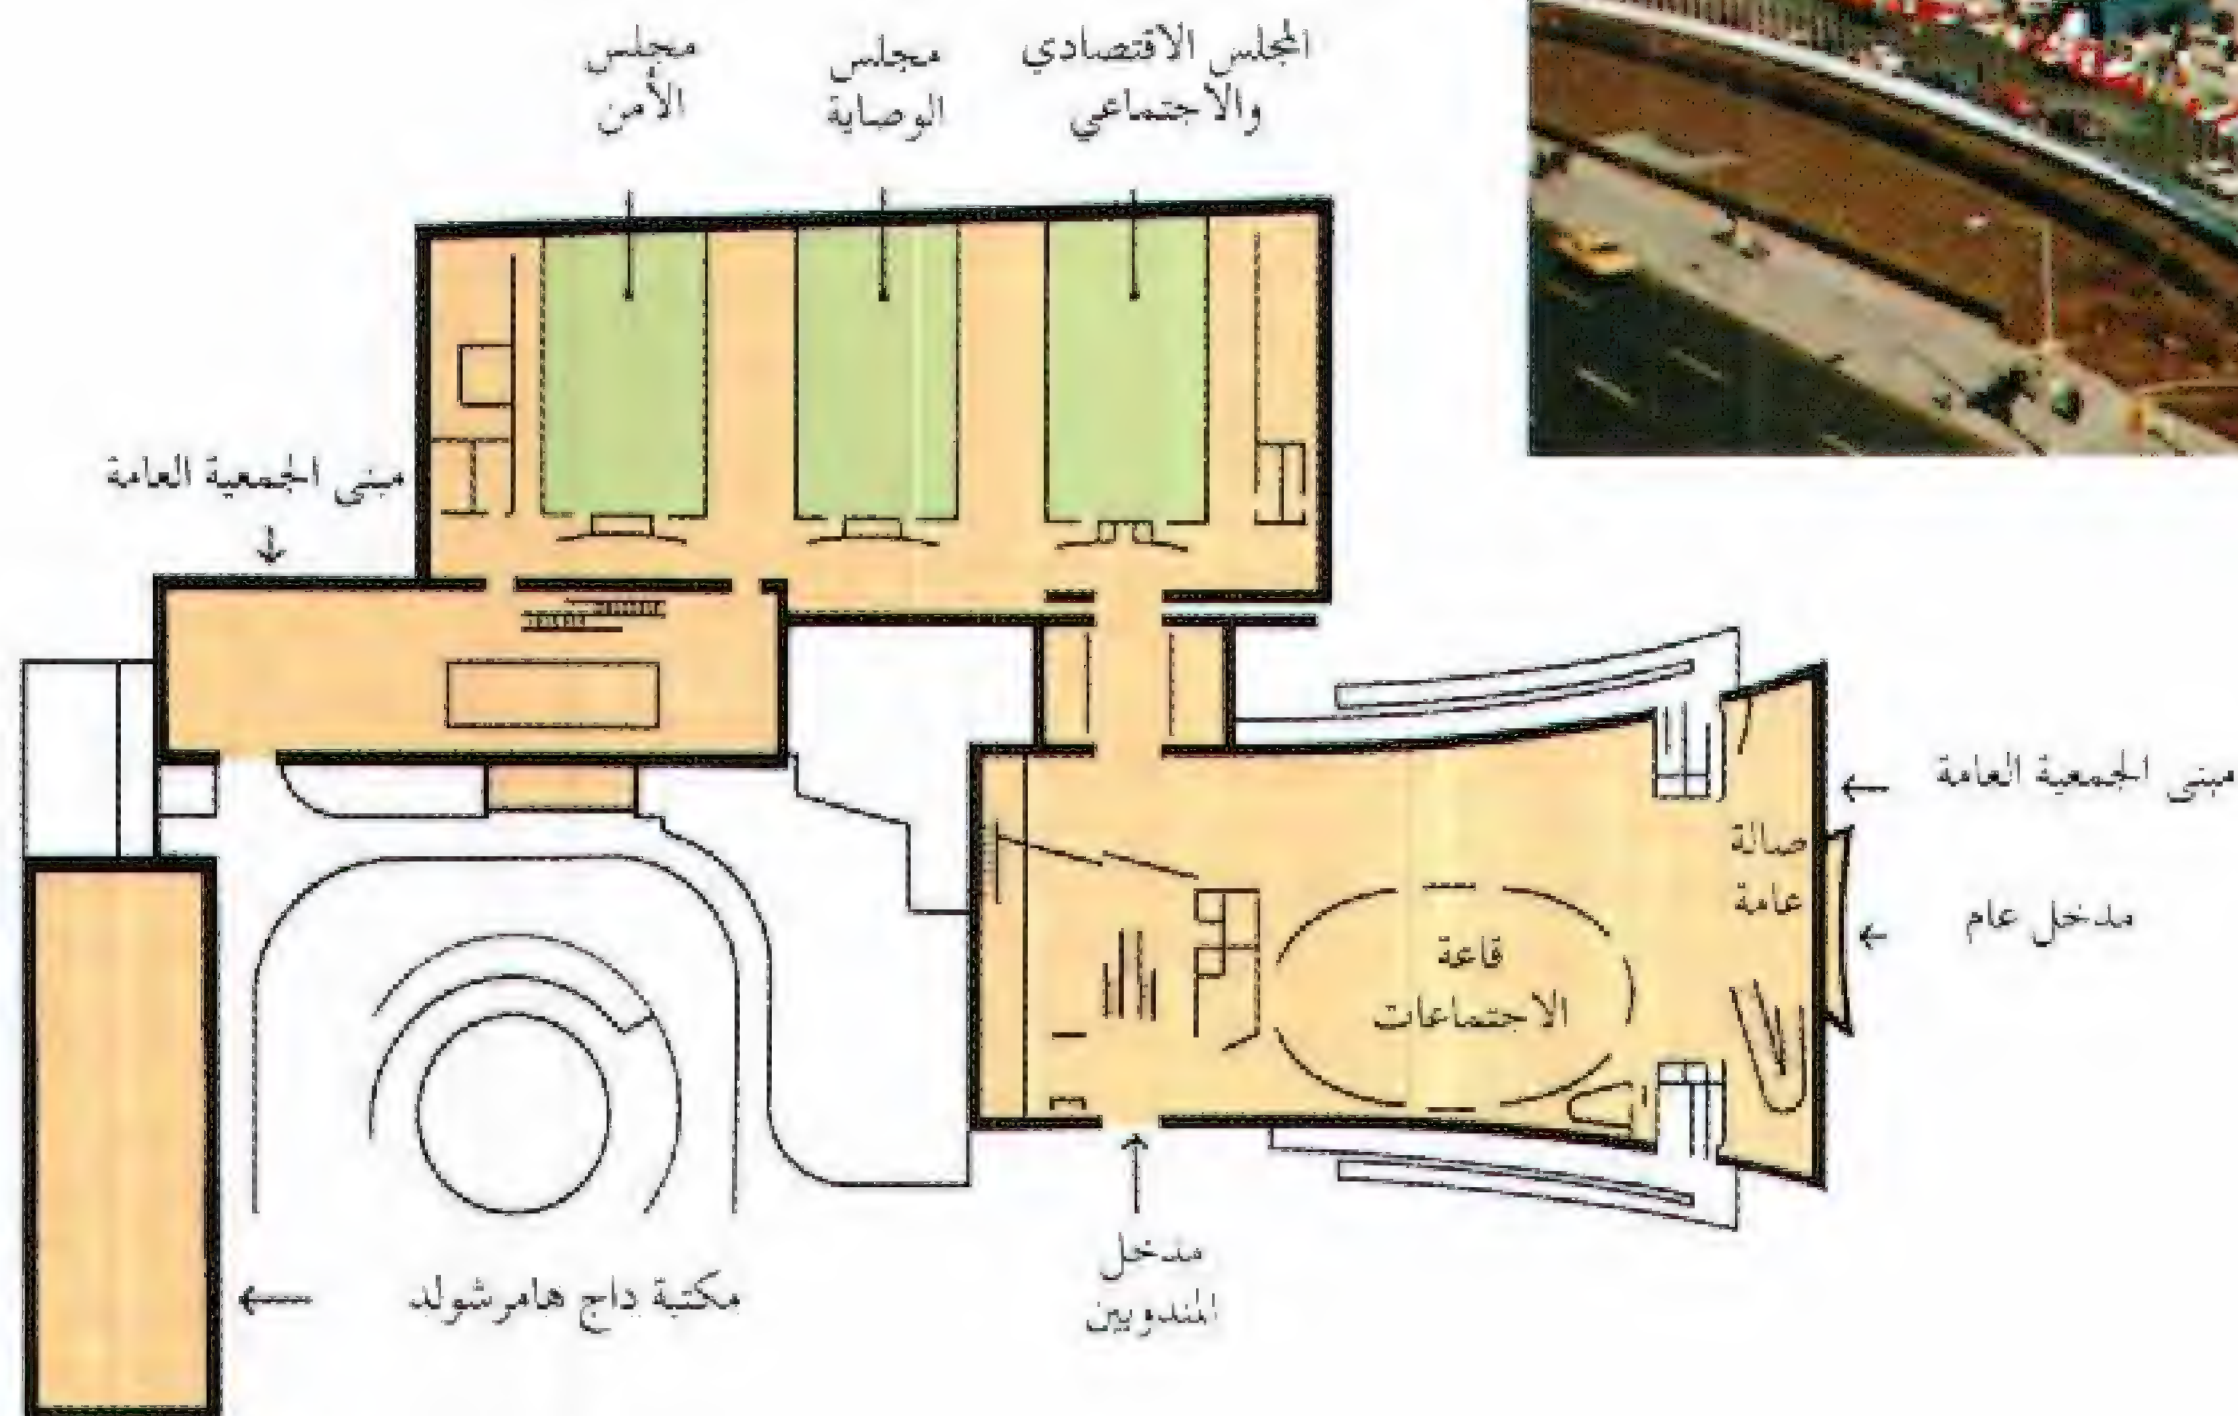 المجلس الاقتصادي
والاجتماعي
مجلس
الوصاية
مجلس
الأمن
مبنى الجمعية العامة
مبنى الجمعية العامة
صالة
عامة
مدخل عام
قاعة
الاجتماعات
مدخل
المندوبين
مكتبة داج هامرشولد